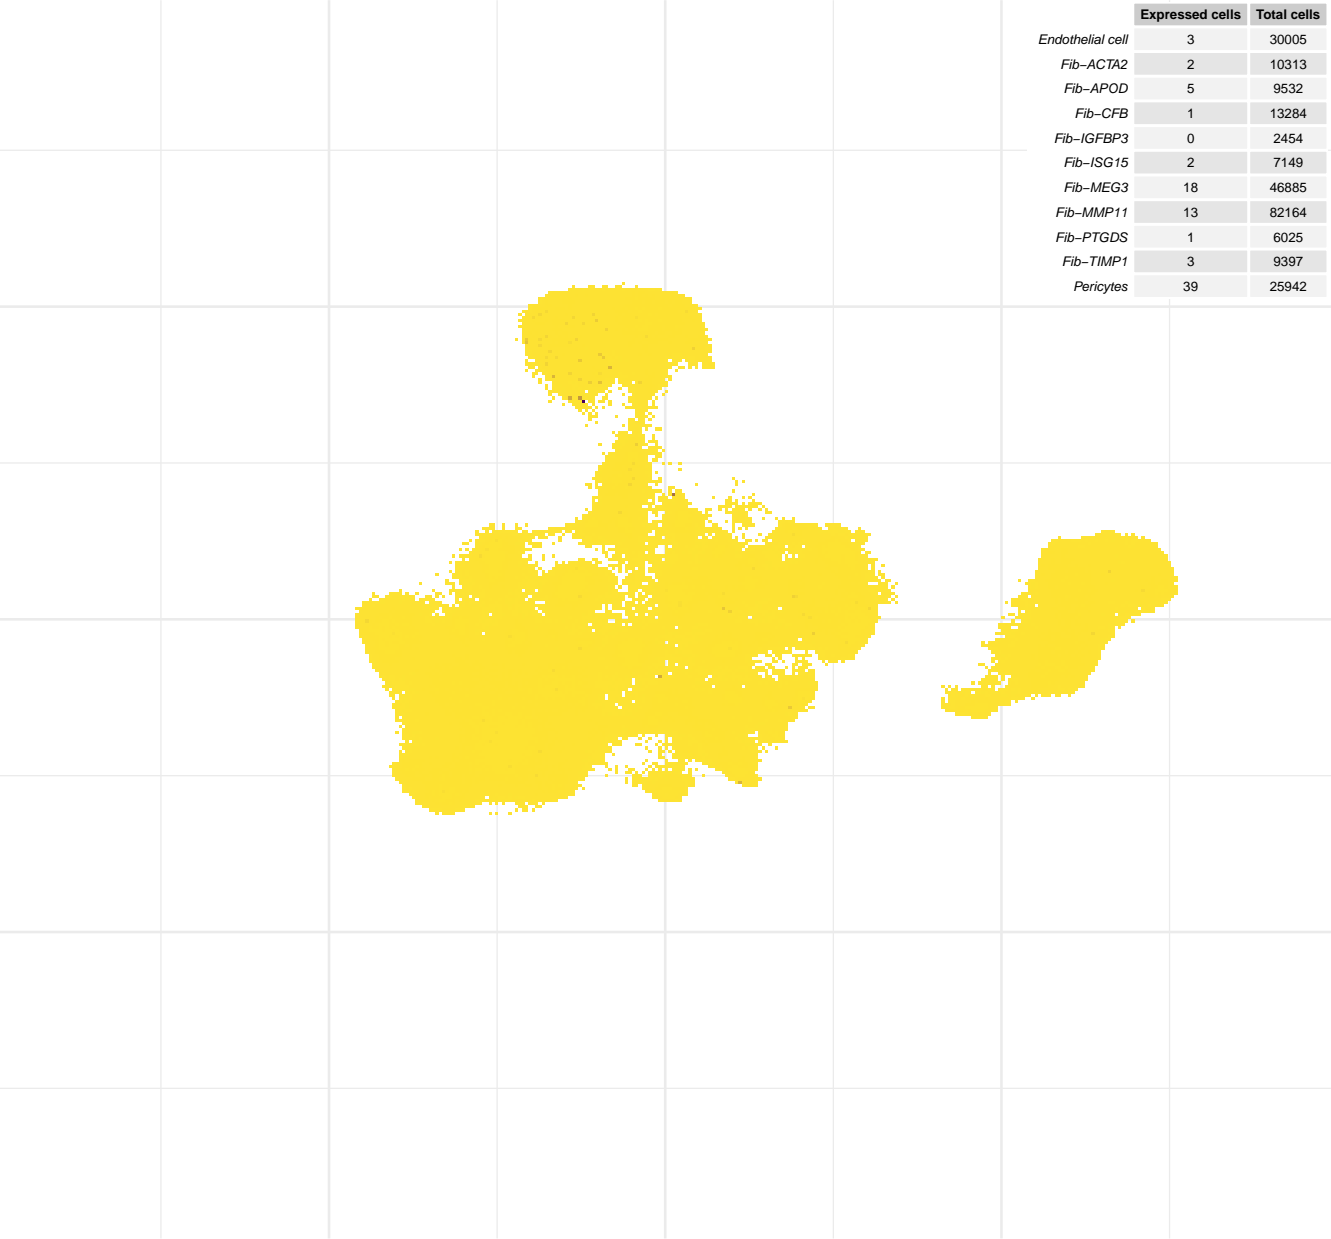 Expressed cells Total cells
Endothelial cell 3 30005
Fib−ACTA2 2 10313
Fib−APOD 5 9532
Fib−CFB 1 13284
Fib−IGFBP3 0 2454
Fib−ISG15 2 7149
Fib−MEG3 18 46885
Fib−MMP11 13 82164
Fib−PTGDS 1 6025
Fib−TIMP1 3 9397
Pericytes 39 25942